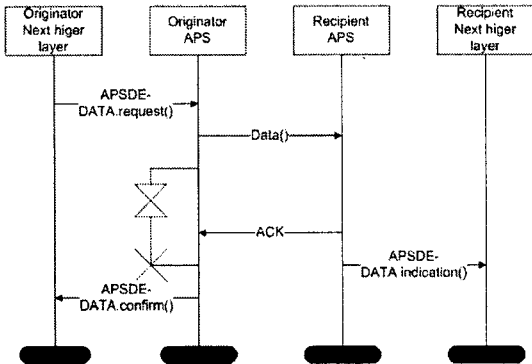 Originator
Next higer
layer
Originator
APS
Recipient
APS
Recipient
Next higer
layer
APSDE-
DATA.request()
Data()
ACK
APSDE-
DATA.indication()
APSDE-
DATA.confirm()